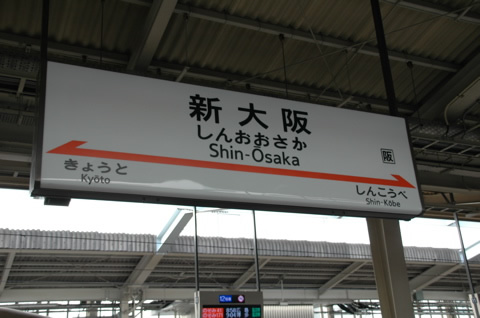 新大阪
しんおおさか
Shin-Ōsaka
阪
きょうと
Kyōto
しんこうべ
Shin-Kōbe